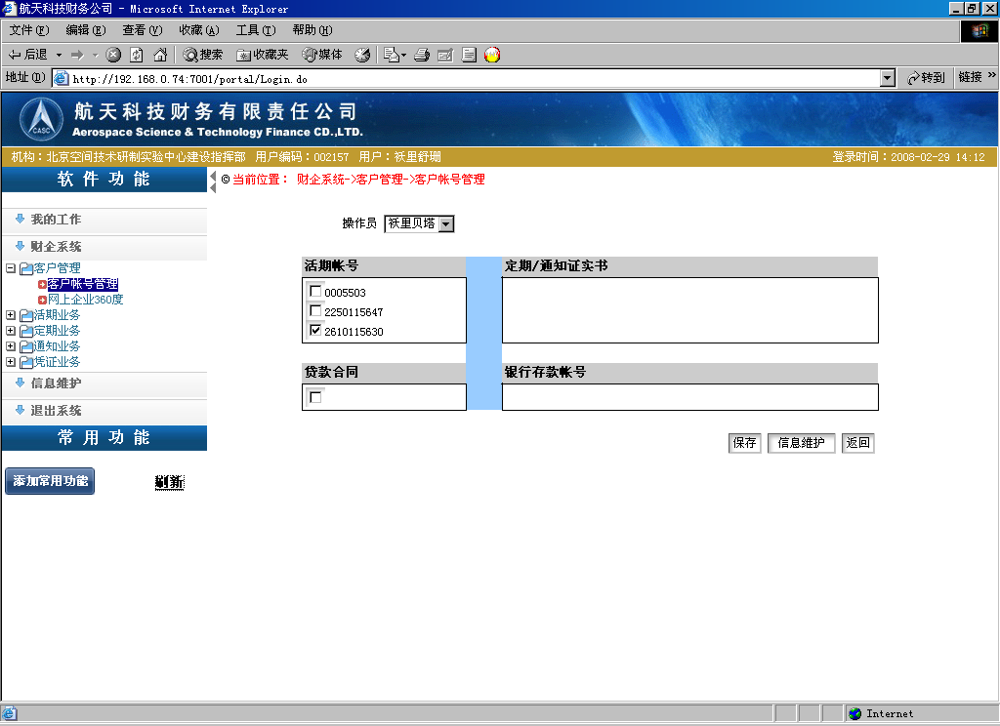 航天科技财务公司 - Microsoft Internet Explorer
文件(F) 编辑(E) 查看(V) 收藏(A) 工具(T) 帮助(H)
后退 搜索 收藏夹 媒体
地址(D) http://192.168.0.74:7001/portal/Login.do 转到 链接 »
CASC
航天科技财务有限责任公司
Aerospace Science & Technology Finance CD.,LTD.
机构：北京空间技术研制实验中心建设指挥部 用户编码：002157 用户：袄里舒珊 登录时间：2008-02-29 14:12
软件功能
当前位置： 财企系统->客户管理->客户帐号管理
我的工作
财企系统
客户管理
客户帐号管理
网上企业360度
活期业务
定期业务
通知业务
凭证业务
信息维护
退出系统
常用功能
添加常用功能 刷新
操作员 袄里贝塔
活期帐号 定期/通知证实书
0005503
2250115647
2610115630
贷款合同 银行存款帐号
保存 信息维护 返回
Internet